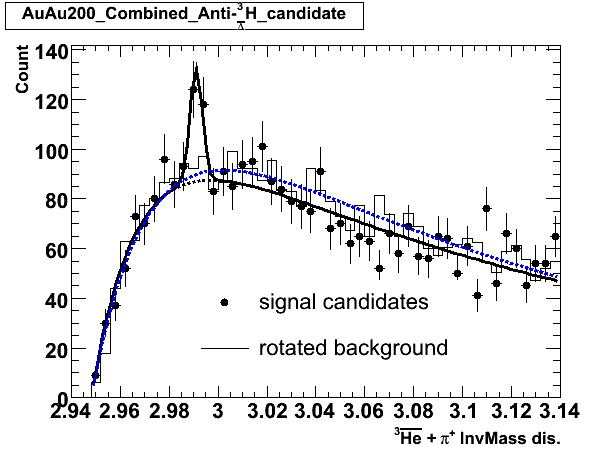 AuAu200_Combined_Anti-³ΛH_candidate
Count
140
120
100
80
60
40
20
0
signal candidates
rotated background
2.94 2.96 2.98 3 3.02 3.04 3.06 3.08 3.1 3.12 3.14
³H̅e̅ + π⁺ InvMass dis.